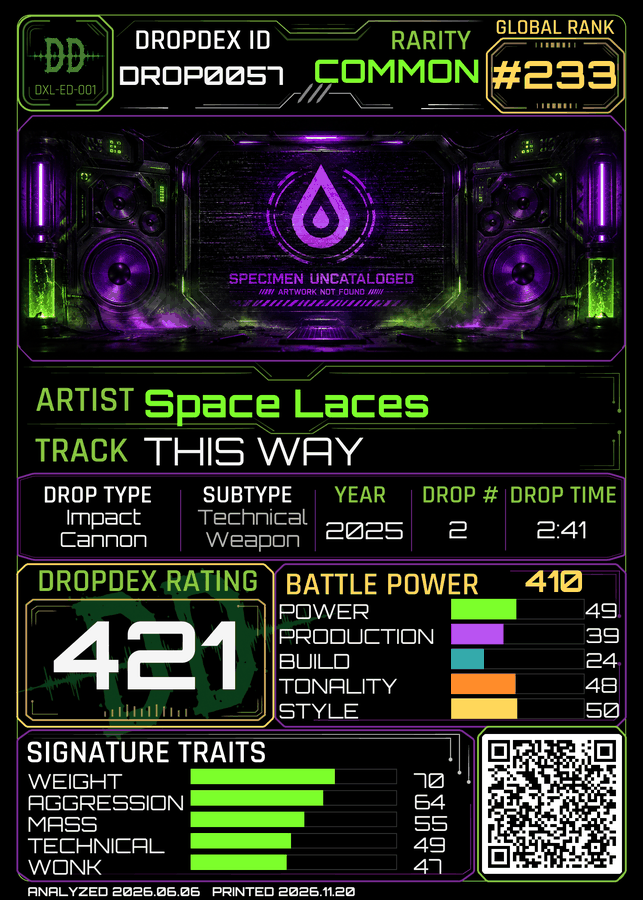 DD
DXL-ED-001
DROPDEX ID
DROP0057
RARITY
COMMON
GLOBAL RANK
#233
SPECIMEN UNCATALOGED
ARTWORK NOT FOUND
ARTIST Space Laces
TRACK THIS WAY
DROP TYPE
Impact
Cannon
SUBTYPE
Technical
Weapon
YEAR
2025
DROP #
2
DROP TIME
2:41
DROPDEX RATING
421
BATTLE POWER 410
POWER 49
PRODUCTION 39
BUILD 24
TONALITY 48
STYLE 50
SIGNATURE TRAITS
WEIGHT 70
AGGRESSION 64
MASS 55
TECHNICAL 49
WONK 47
ANALYZED 2026.06.06 PRINTED 2026.11.20